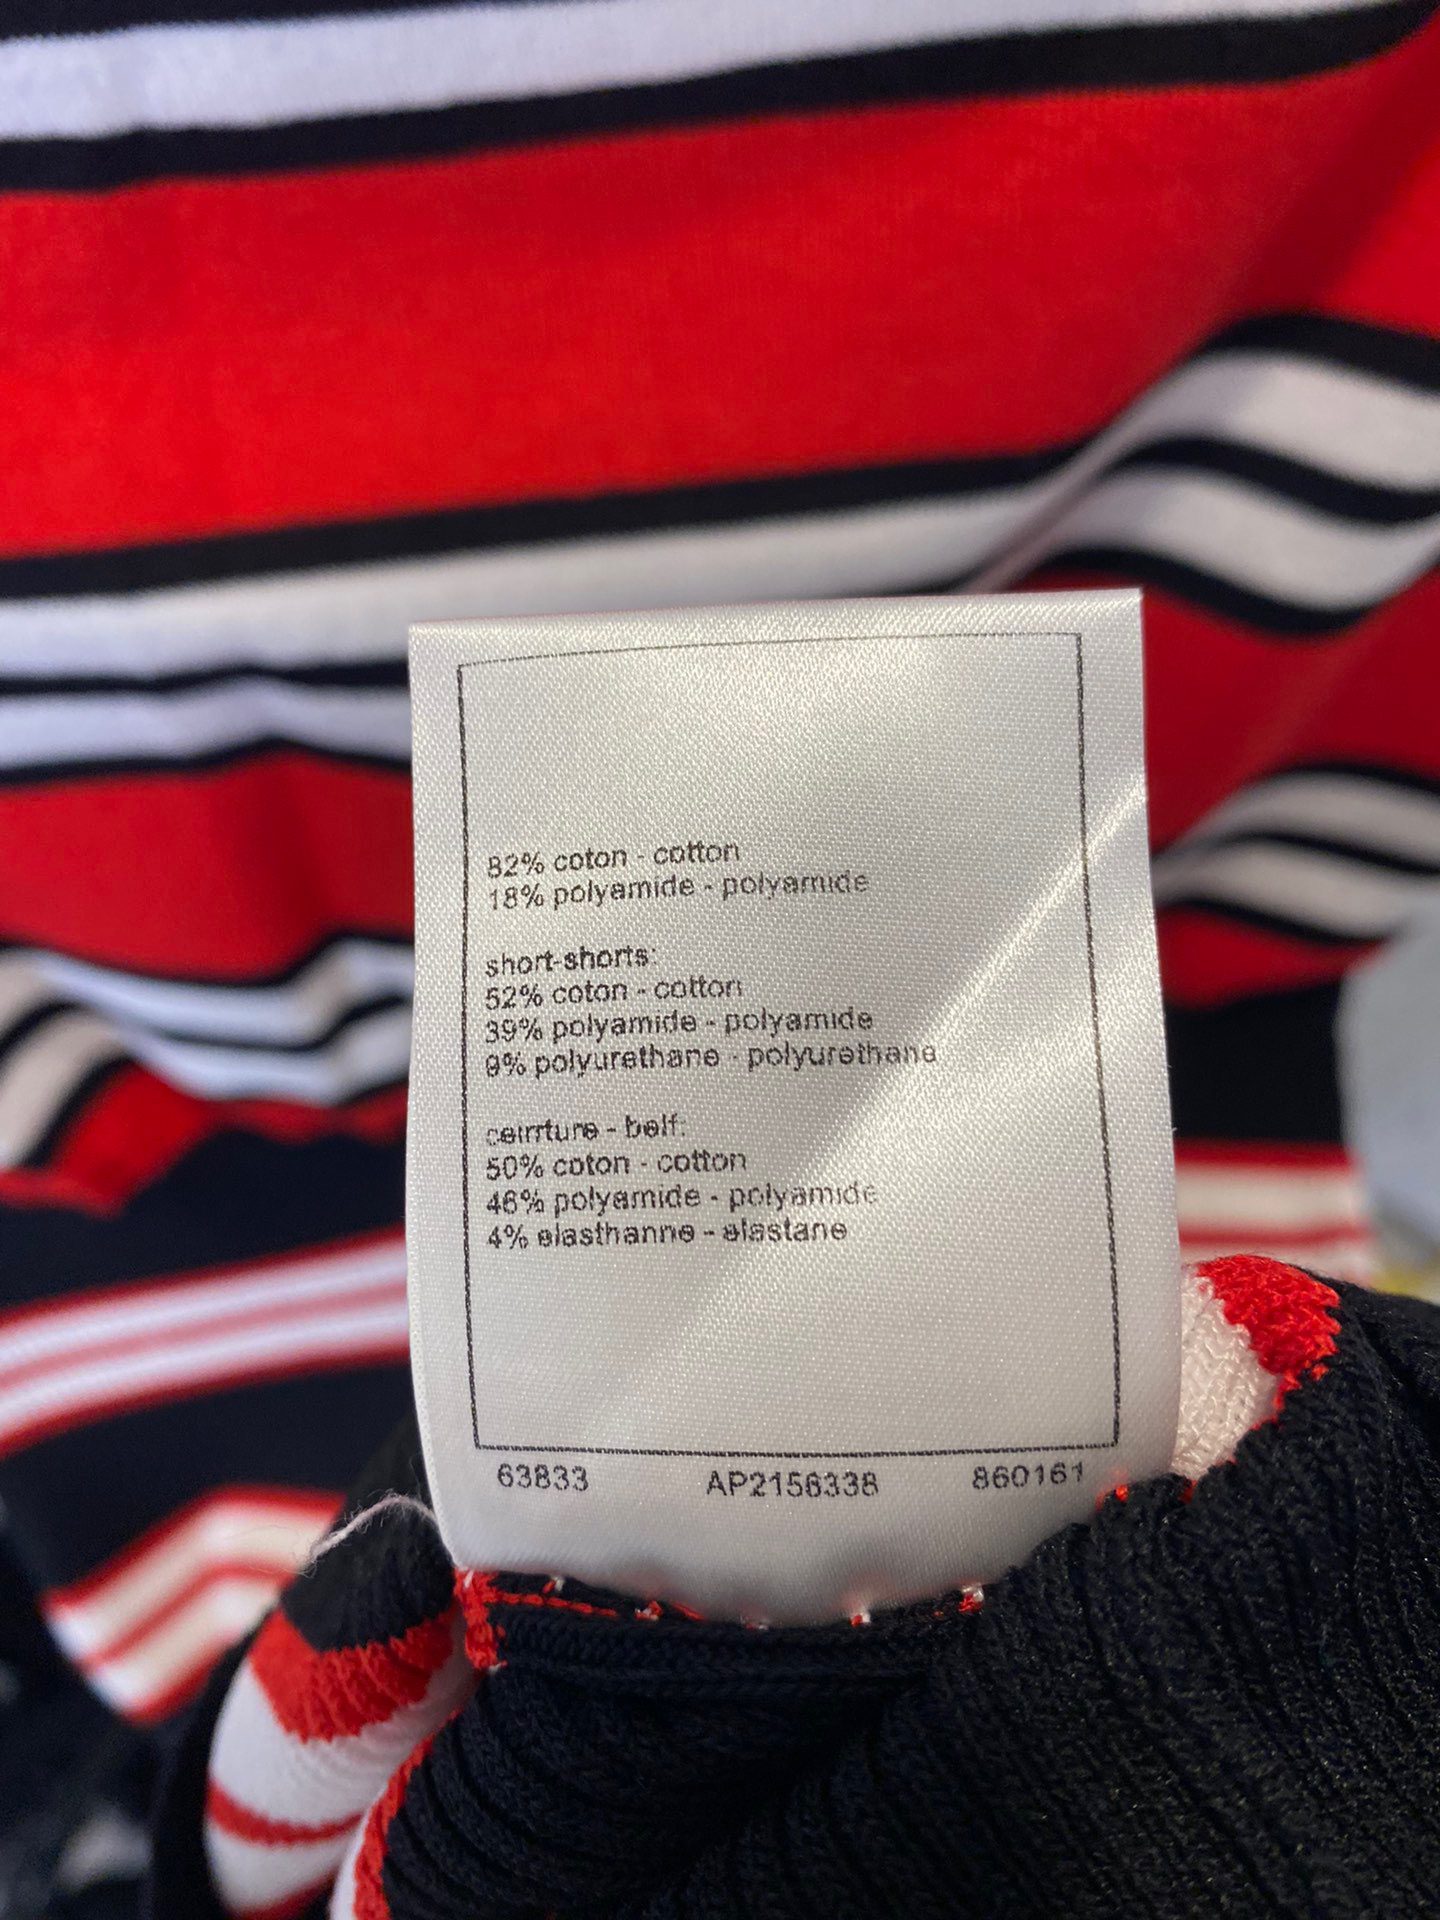 82% coton - cotton
18% polyamide - polyamide
short-shorts:
52% coton - cotton
39% polyamide - polyamide
9% polyurethane - polyurethane
ceinture - belt:
50% coton - cotton
46% polyamide - polyamide
4% elasthanne - elastane
63833 AP2156338 860161